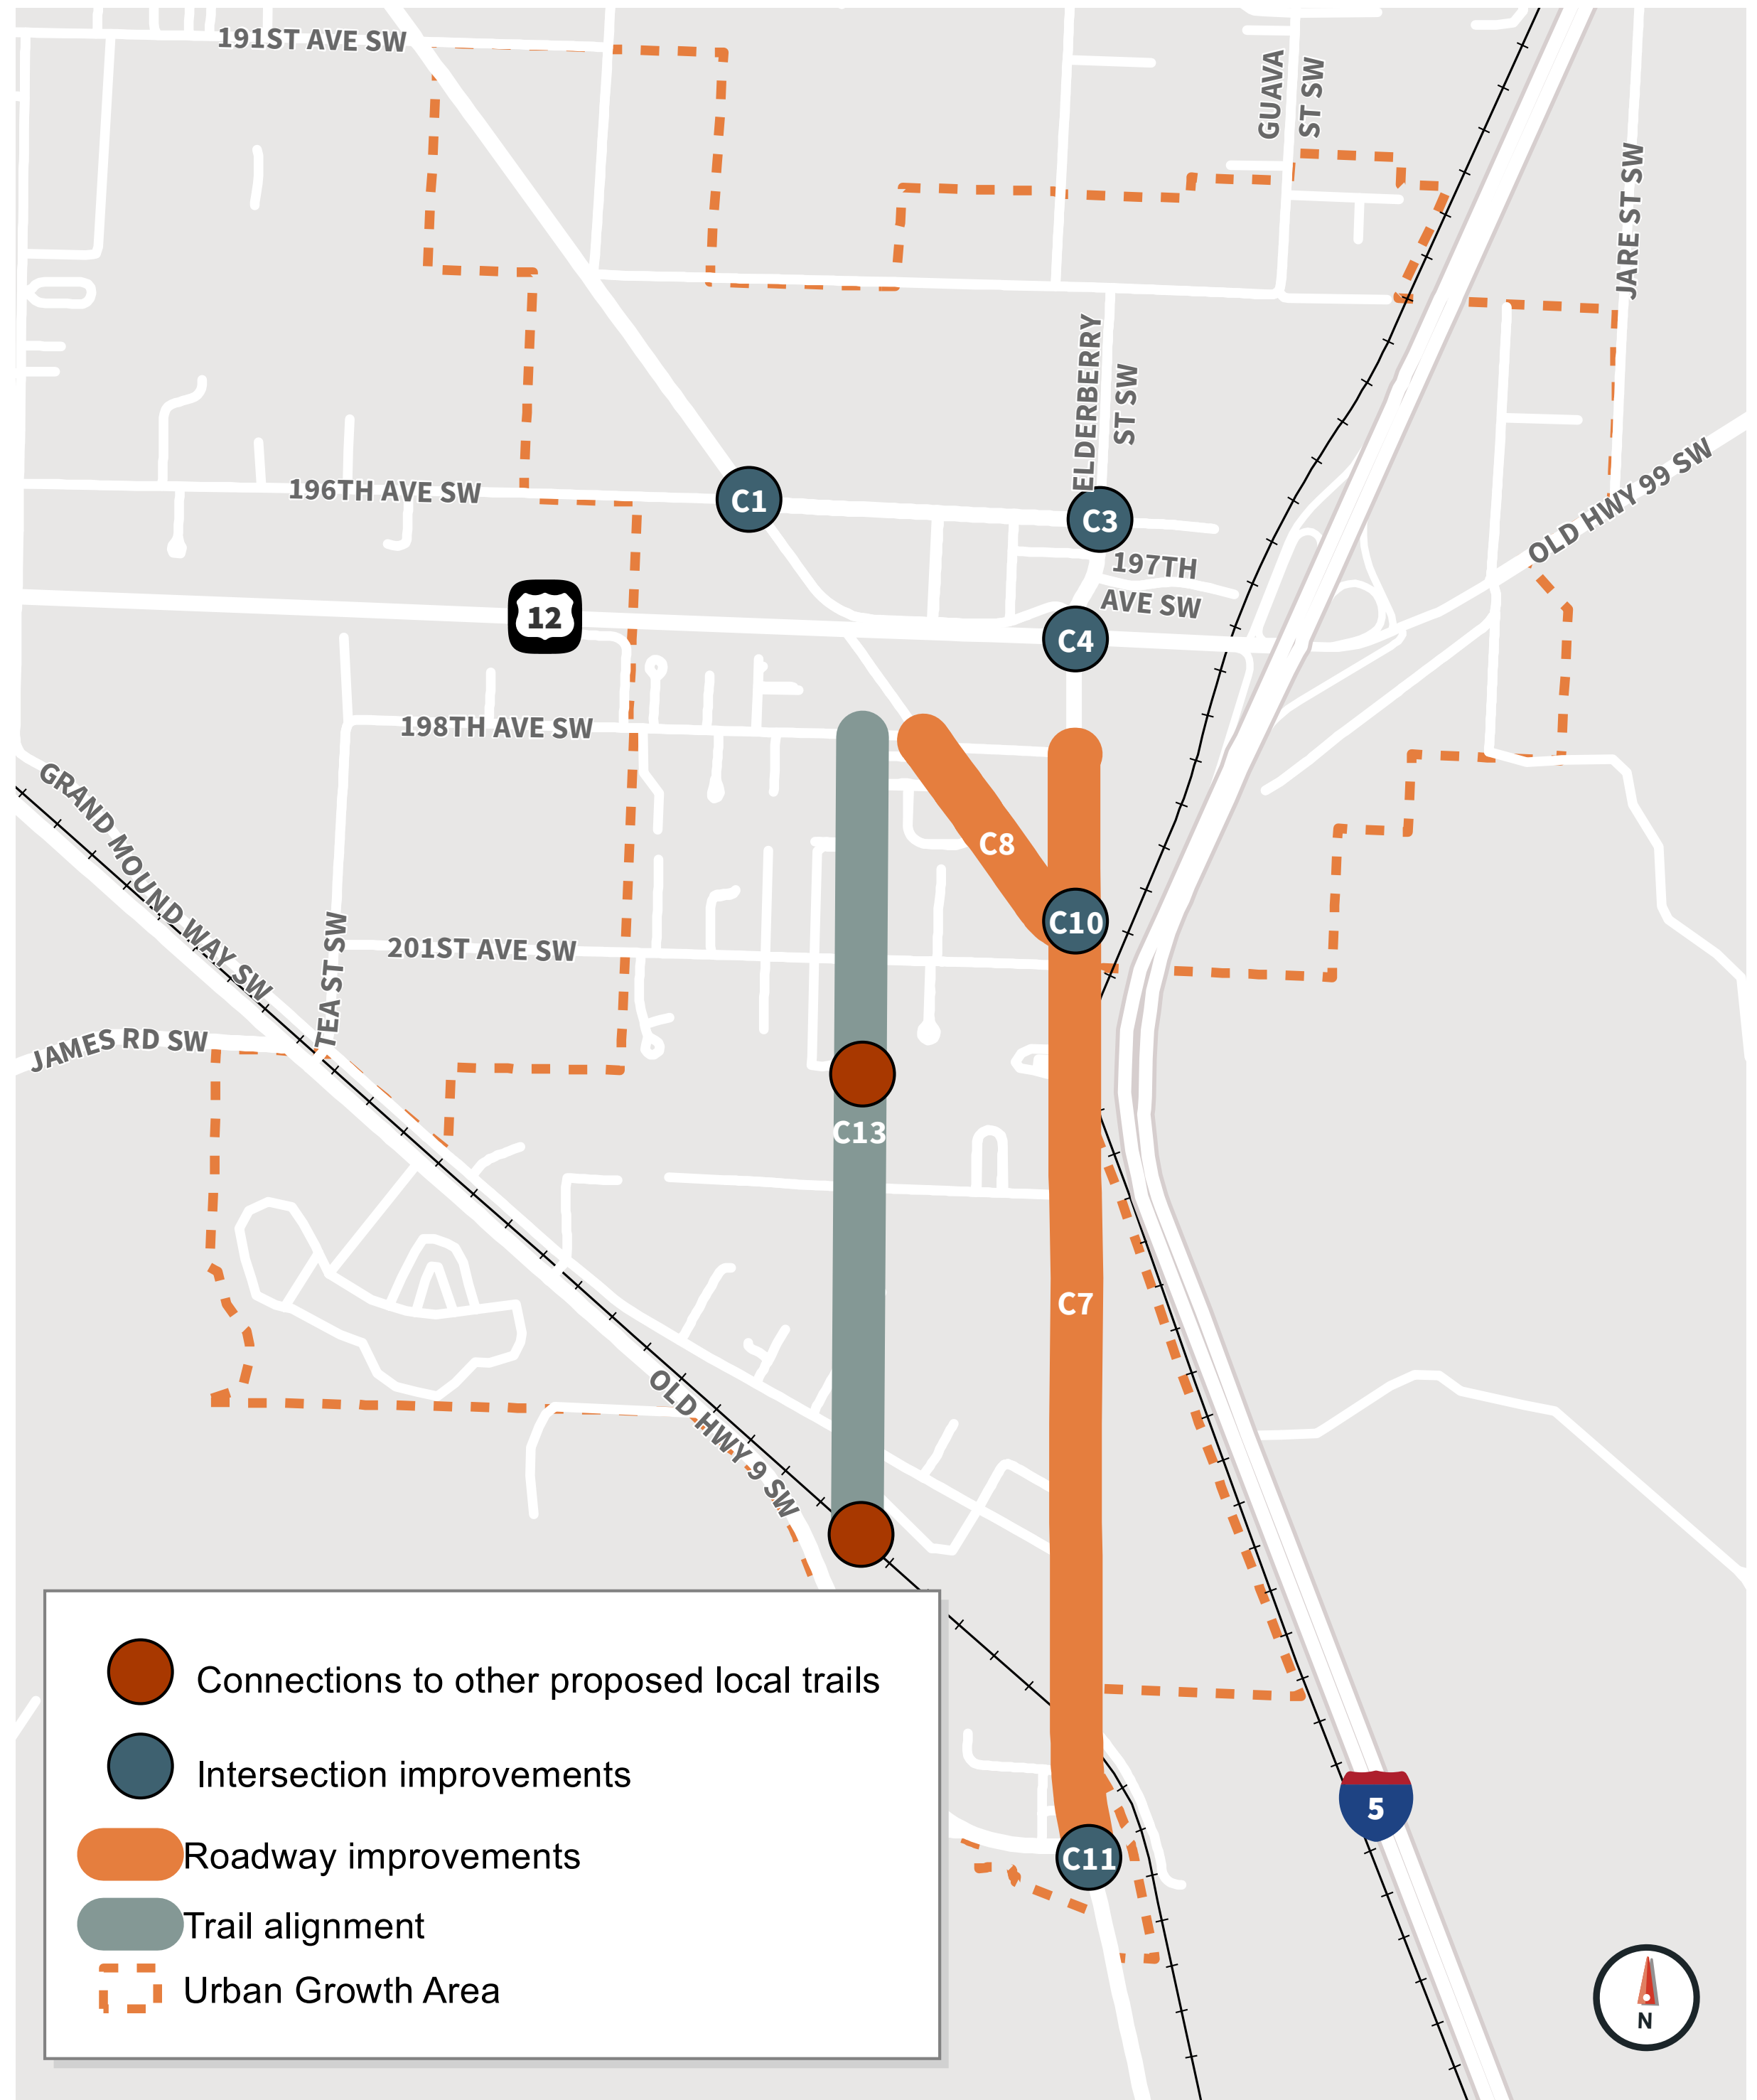 191ST AVE SW
GUAVA
ST SW
JARE ST SW
ELDERBERRY
ST SW
OLD HWY 99 SW
196TH AVE SW
C1
C3
197TH
AVE SW
12
C4
198TH AVE SW
GRAND MOUND WAY SW
C8
C10
TEA ST SW
201ST AVE SW
JAMES RD SW
C13
C7
OLD HWY 9 SW
Connections to other proposed local trails
Intersection improvements
Roadway improvements
Trail alignment
Urban Growth Area
5
C11
N